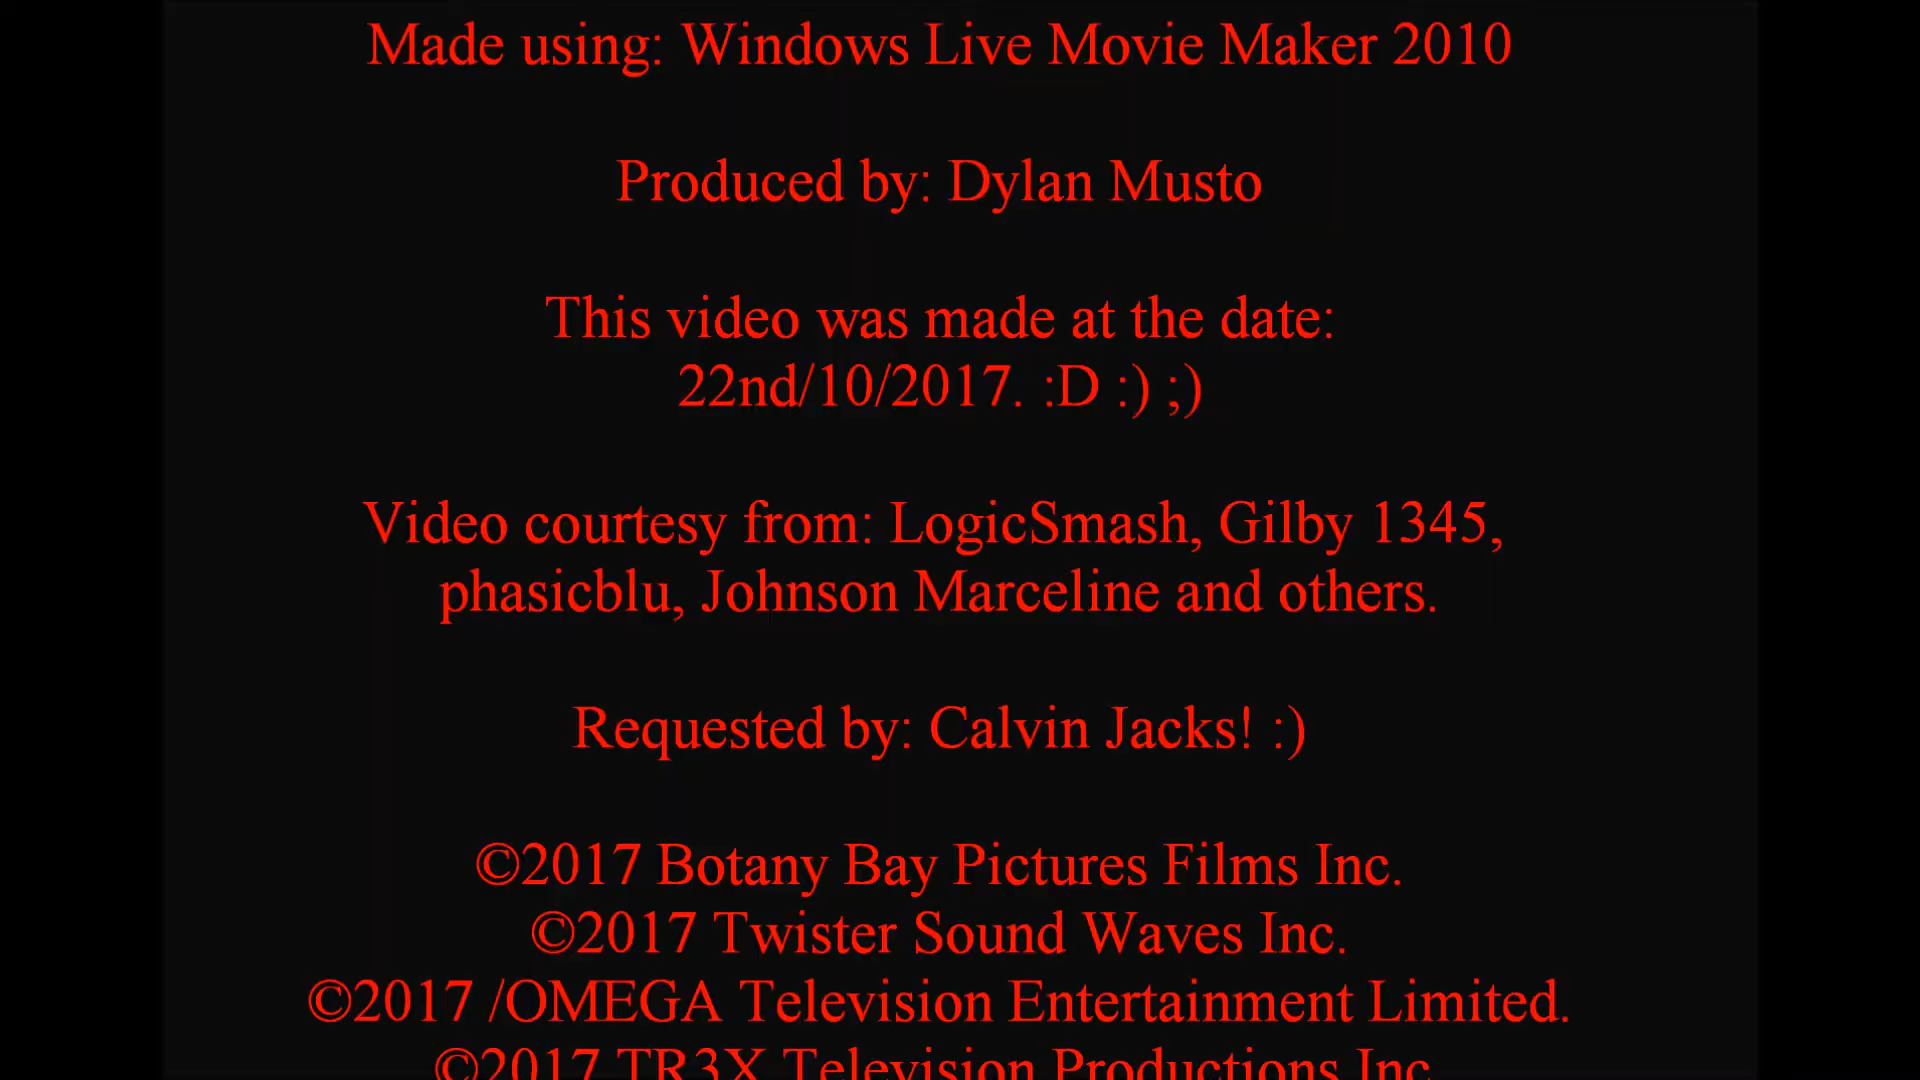 Made using: Windows Live Movie Maker 2010
Produced by: Dylan Musto
This video was made at the date:
22nd/10/2017. :D :) ;)
Video courtesy from: LogicSmash, Gilby 1345,
phasicblu, Johnson Marceline and others.
Requested by: Calvin Jacks! :)
©2017 Botany Bay Pictures Films Inc.
©2017 Twister Sound Waves Inc.
©2017 /OMEGA Television Entertainment Limited.
©2017 TR3X Television Productions Inc.